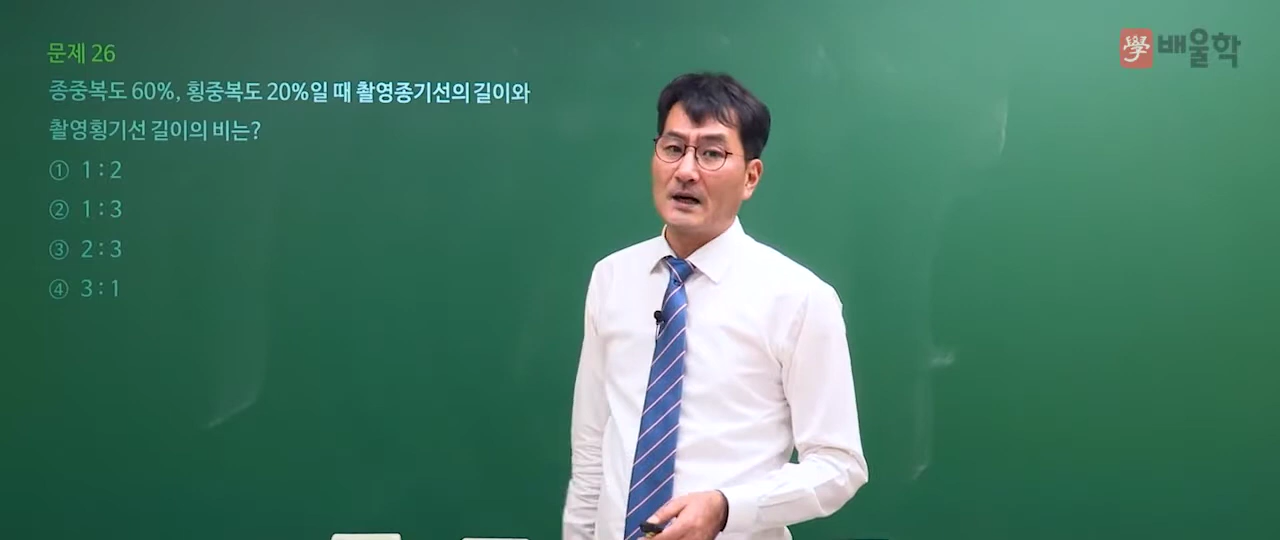 문제 26
종중복도 60%, 횡중복도 20%일 때 촬영종기선의 길이와
촬영횡기선 길이의 비는?
① 1 : 2
② 1 : 3
③ 2 : 3
④ 3 : 1
學 배울학